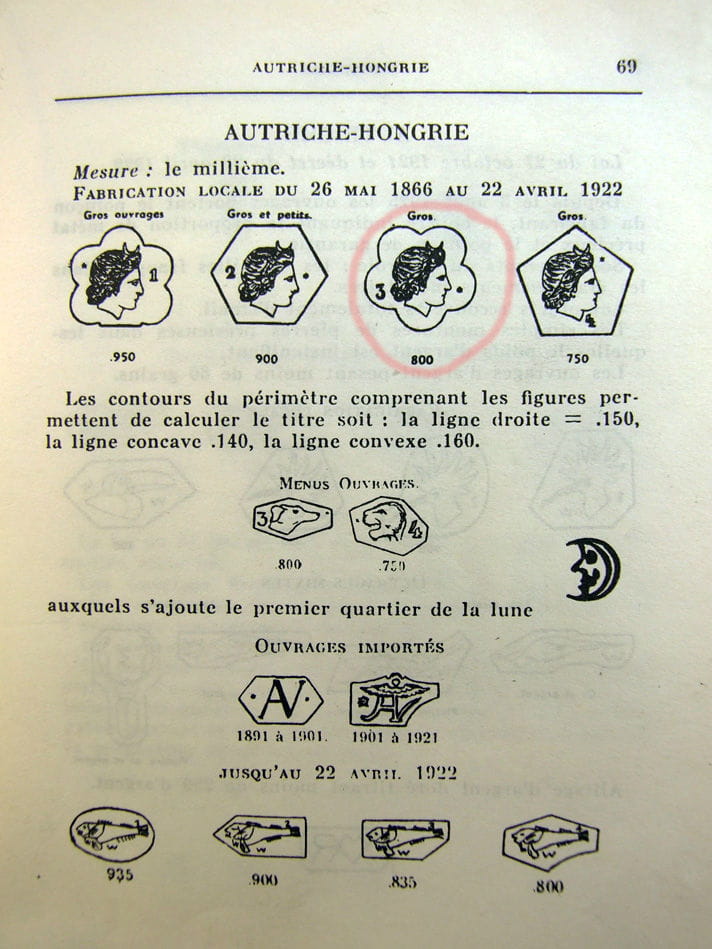 AUTRICHE-HONGRIE 69
AUTRICHE-HONGRIE
Mesure : le millième.
FABRICATION LOCALE DU 26 MAI 1866 AU 22 AVRIL 1922
Gros ouvrages Gros et petits. Gros. Gros.
1 2 3 4
.950 900 800 750
Les contours du périmètre comprenant les figures per-
mettent de calculer le titre soit : la ligne droite = .150,
la ligne concave .140, la ligne convexe .160.
MENUS OUVRAGES.
3 4
.800 .750
auxquels s'ajoute le premier quartier de la lune
OUVRAGES IMPORTÉS
AV A
1891 à 1901. 1901 à 1921
JUSQU'AU 22 AVRIL 1922
935 .900 .835 .800